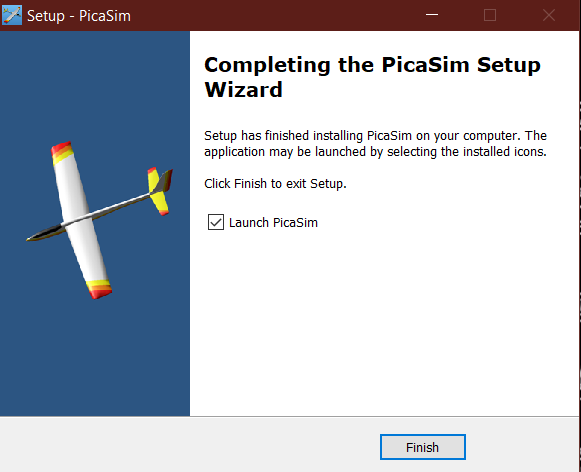 Setup - PicaSim
Completing the PicaSim Setup
Wizard
Setup has finished installing PicaSim on your computer. The
application may be launched by selecting the installed icons.
Click Finish to exit Setup.
Launch PicaSim
Finish